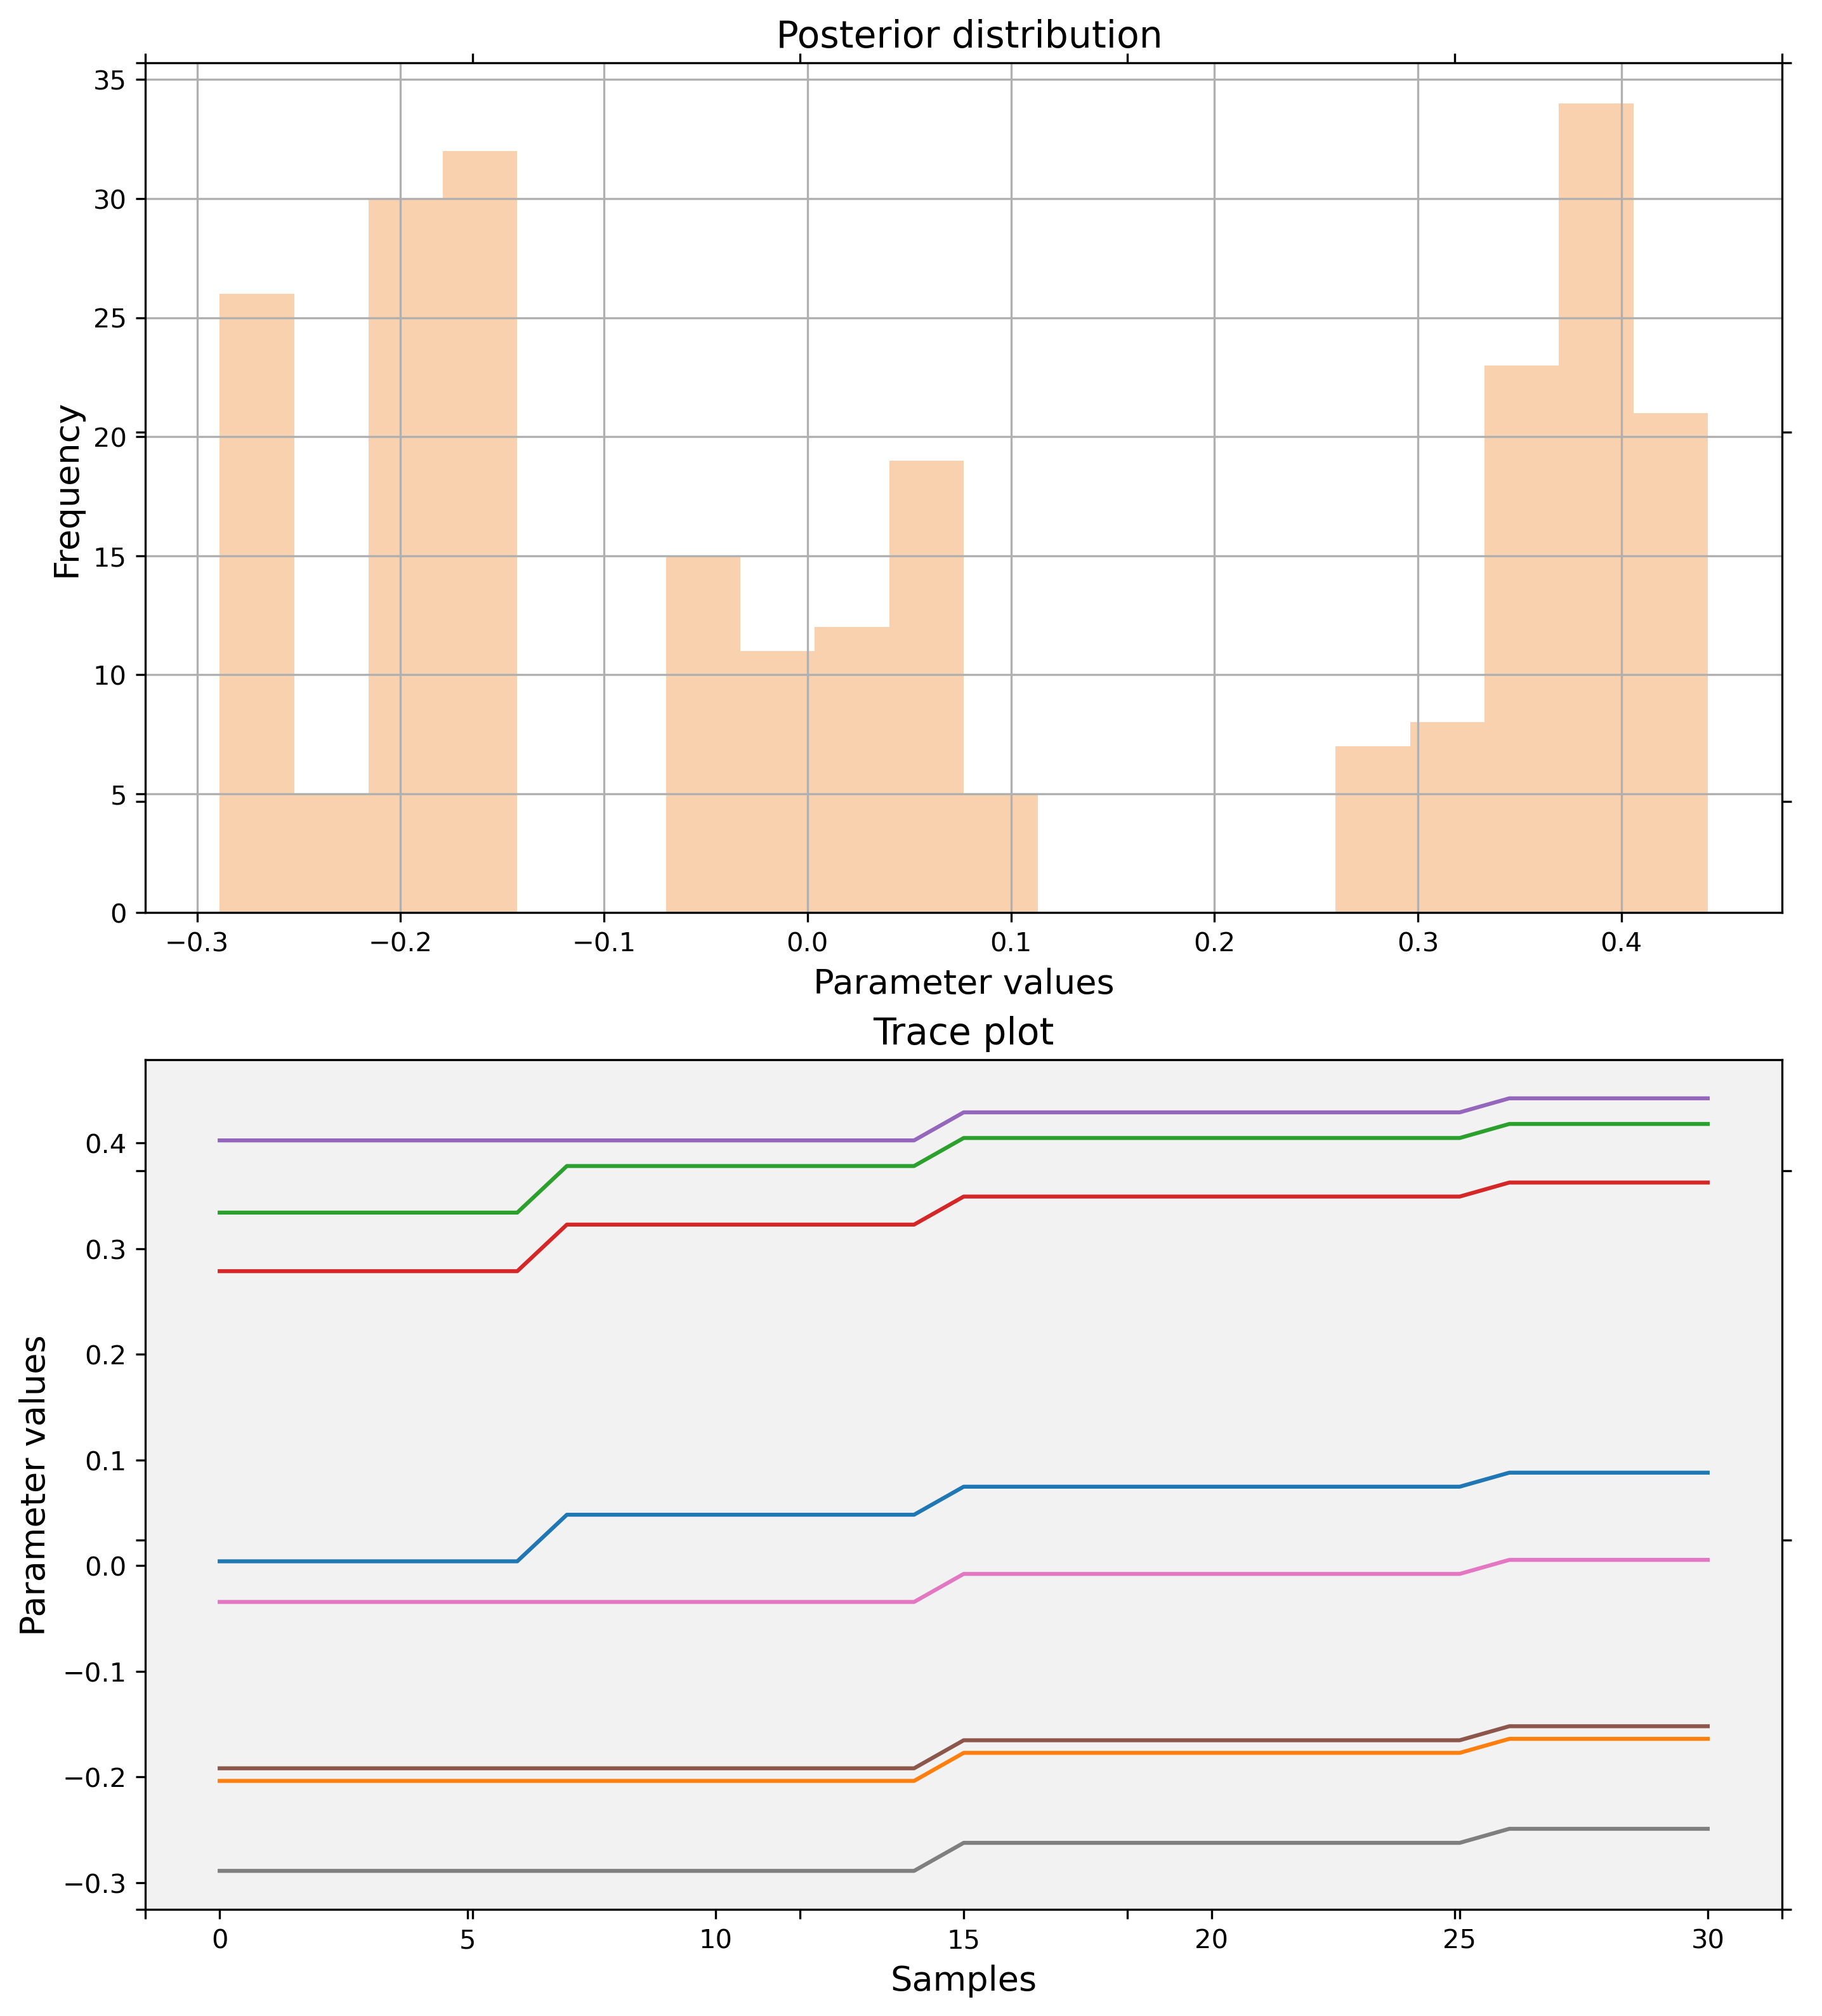 Posterior distribution
35
30
25
20
15
10
5
0
Frequency
−0.3 −0.2 −0.1 0.0 0.1 0.2 0.3 0.4
Parameter values
Trace plot
0.4
0.3
0.2
0.1
0.0
−0.1
−0.2
−0.3
Parameter values
0 5 10 15 20 25 30
Samples